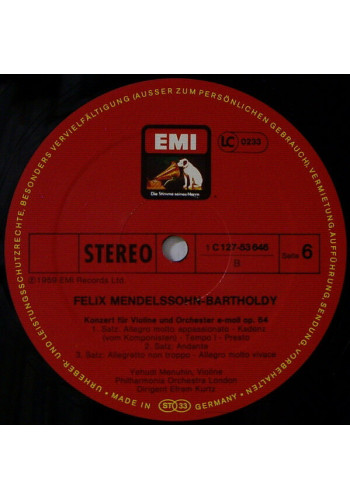 URHEBER- UND LEISTUNGSSCHUTZRECHTE, BESONDERS VERVIELFÄLTIGUNG (AUSSER ZUM PERSÖNLICHEN GEBRAUCH), VERMIETUNG, AUFFÜHRUNG, SENDUNG, VORBEHALTEN
EMI
LC 0233
Die Stimme seines Herrn
STEREO
1 C 127-53 646
B
Seite 6
EMI Records Ltd.
FELIX MENDELSSOHN-BARTHOLDY
Konzert für Violine und Orchester e-moll op. 64
1. Satz: Allegro molto appassionato - Kadenz
(vom Komponisten) - Tempo I - Presto
2. Satz: Andante
3. Satz: Allegretto non troppo - Allegro molto vivace
Yehudi Menuhin, Violine
Philharmonia Orchestra London
Dirigent Efrem Kurtz
MADE IN STO 33 GERMANY